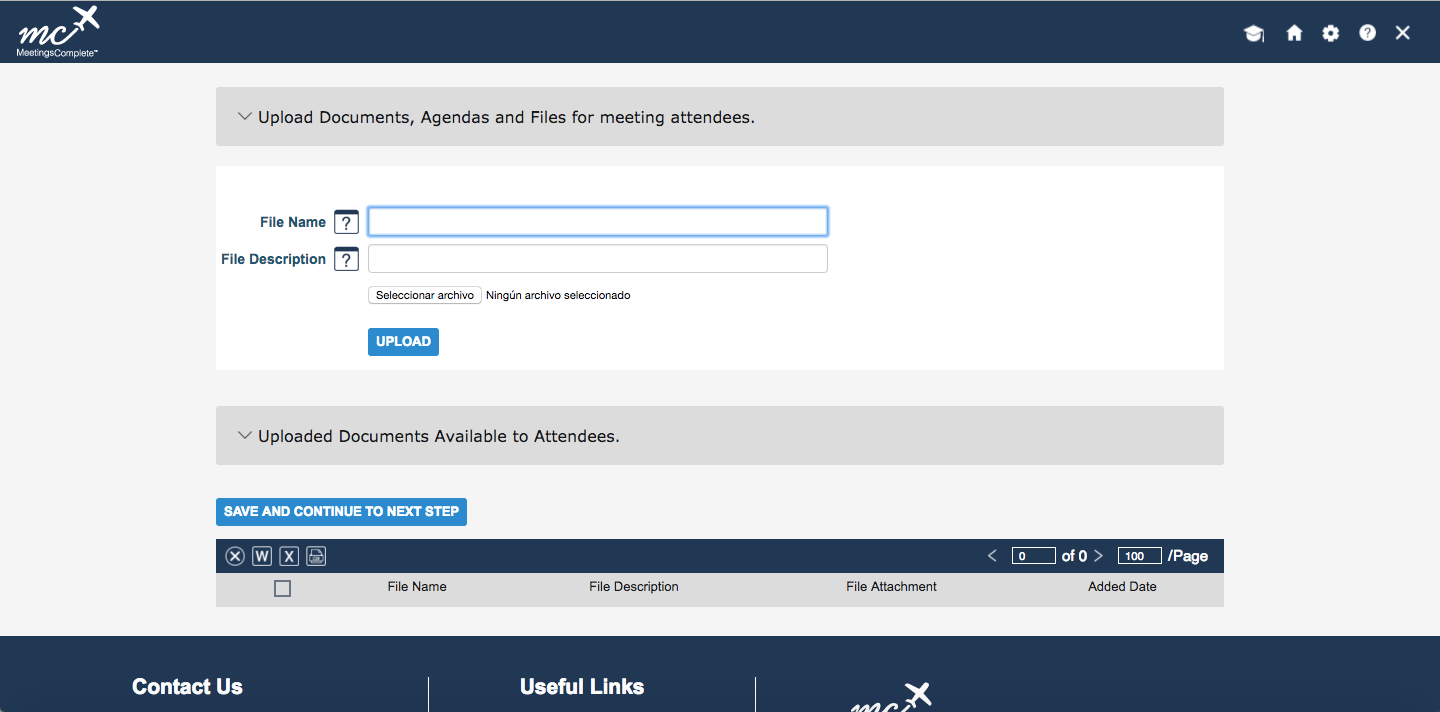 mc
MeetingsComplete™
Upload Documents, Agendas and Files for meeting attendees.
File Name ?
File Description ?
Seleccionar archivo Ningún archivo seleccionado
UPLOAD
Uploaded Documents Available to Attendees.
SAVE AND CONTINUE TO NEXT STEP
W X 0 of 0 100 /Page
File Name File Description File Attachment Added Date
Contact Us Useful Links
mc